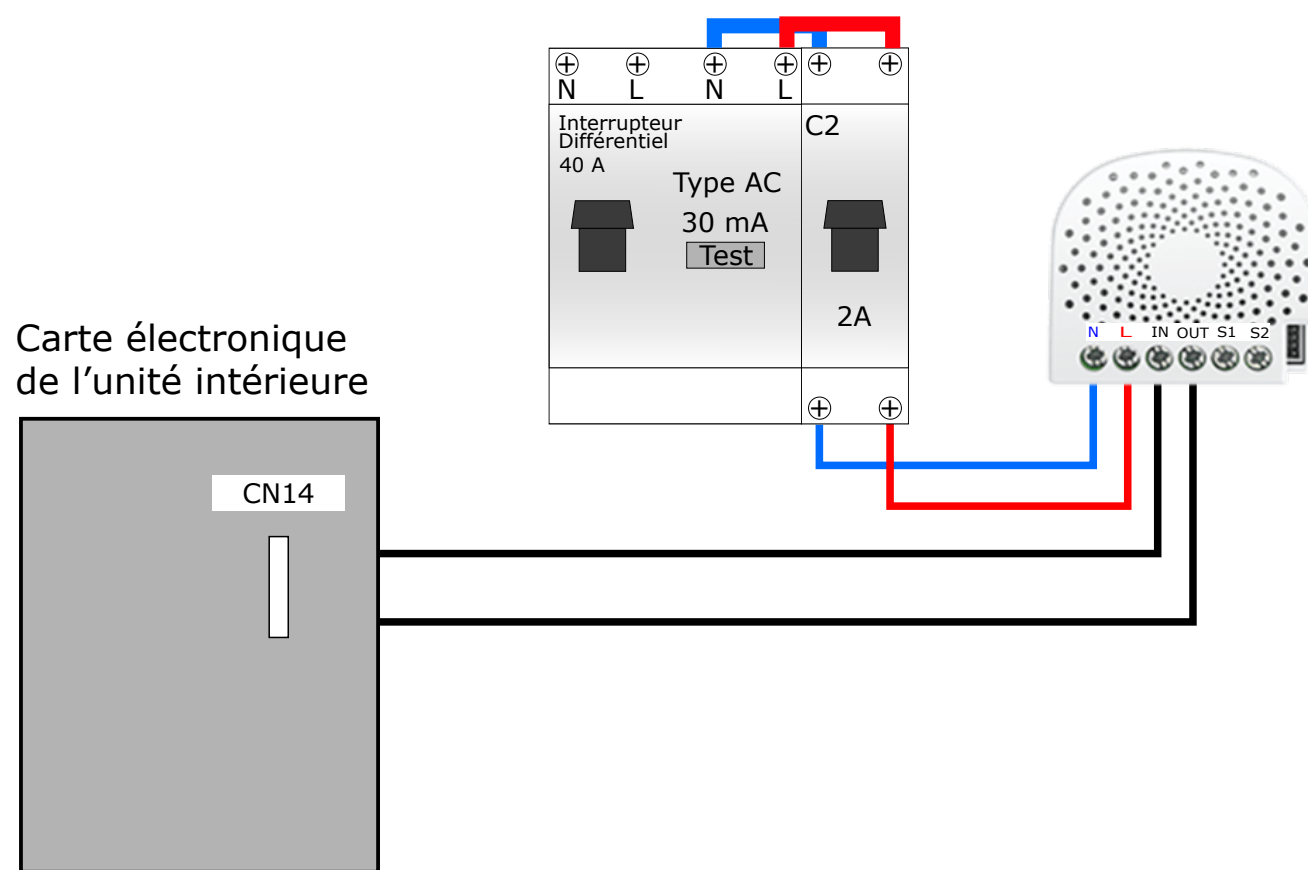 N L N L
Interrupteur
Différentiel
40 A
Type AC
30 mA
Test
C2
2A
N L IN OUT S1 S2
Carte électronique
de l’unité intérieure
CN14